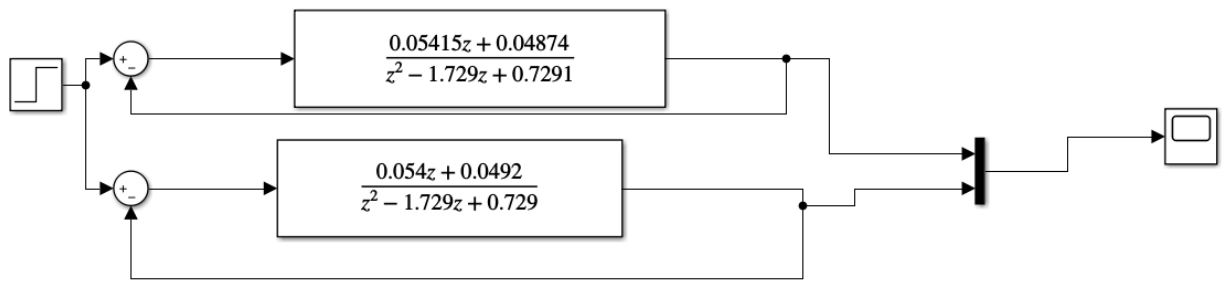 +
−
0.05415z + 0.04874
z² − 1.729z + 0.7291
+
−
0.054z + 0.0492
z² − 1.729z + 0.729